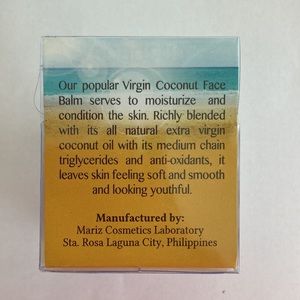 Our popular Virgin Coconut Face
Balm serves to moisturize and
condition the skin. Richly blended
with its all natural extra virgin
coconut oil with its medium chain
triglycerides and anti-oxidants, it
leaves skin feeling soft and smooth
and looking youthful.
Manufactured by:
Mariz Cosmetics Laboratory
Sta. Rosa Laguna City, Philippines